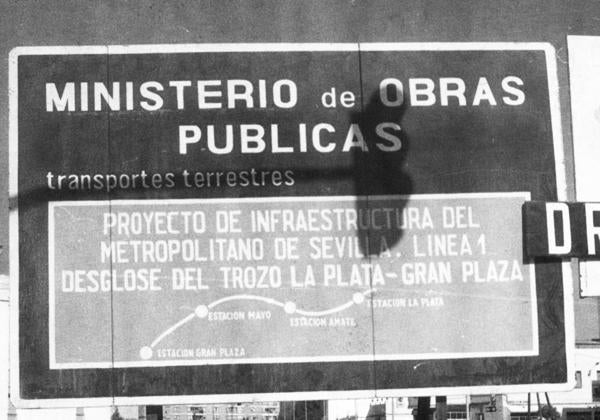 MINISTERIO de OBRAS
PUBLICAS
transportes terrestres
PROYECTO DE INFRAESTRUCTURA DEL
METROPOLITANO DE SEVILLA. LINEA 1
DESGLOSE DEL TROZO LA PLATA-GRAN PLAZA
ESTACION LA PLATA
ESTACION MAYO
ESTACION AMATE
ESTACION GRAN PLAZA
DR